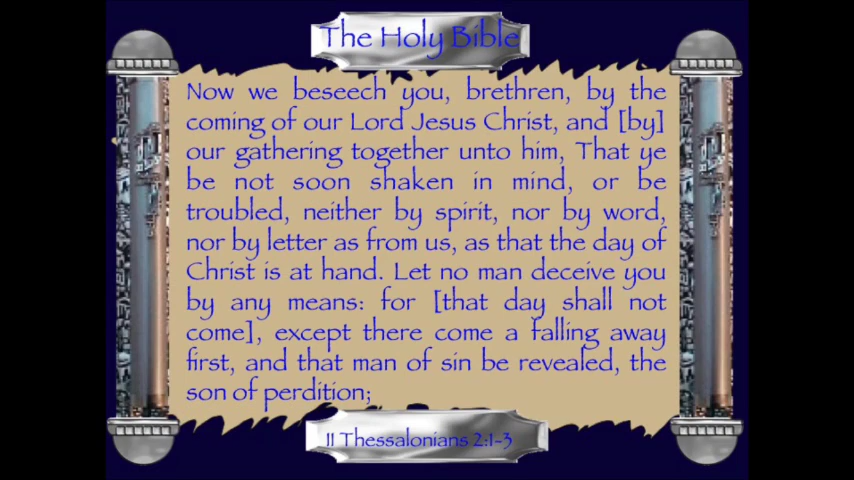 The Holy Bible
Now we beseech you, brethren, by the
coming of our Lord Jesus Christ, and [by]
our gathering together unto him, That ye
be not soon shaken in mind, or be
troubled, neither by spirit, nor by word,
nor by letter as from us, as that the day of
Christ is at hand. Let no man deceive you
by any means: for [that day shall not
come], except there come a falling away
first, and that man of sin be revealed, the
son of perdition;
II Thessalonians 2:1-3